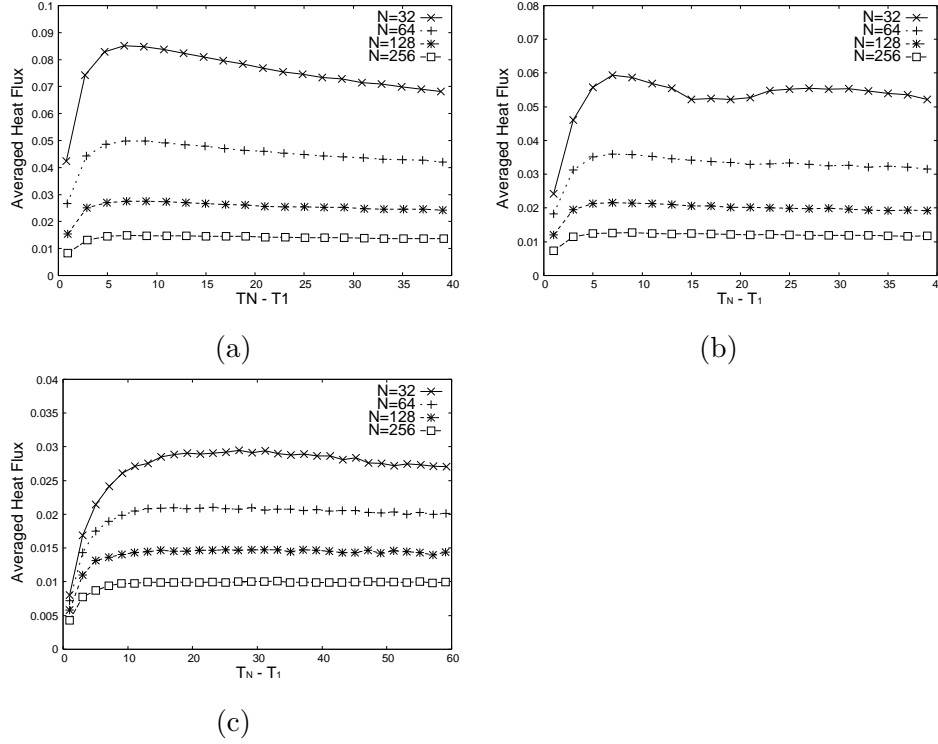 0.1
0.09
0.08
0.07
0.06
0.05
0.04
0.03
0.02
0.01
0
Averaged Heat Flux
N=32
N=64
N=128
N=256
0 5 10 15 20 25 30 35 40
TN - T1
(a)
0.08
0.07
0.06
0.05
0.04
0.03
0.02
0.01
0
Averaged Heat Flux
N=32
N=64
N=128
N=256
0 5 10 15 20 25 30 35 4
TN - T1
(b)
0.04
0.035
0.03
0.025
0.02
0.015
0.01
0.005
0
Averaged Heat Flux
N=32
N=64
N=128
N=256
0 10 20 30 40 50 60
TN - T1
(c)